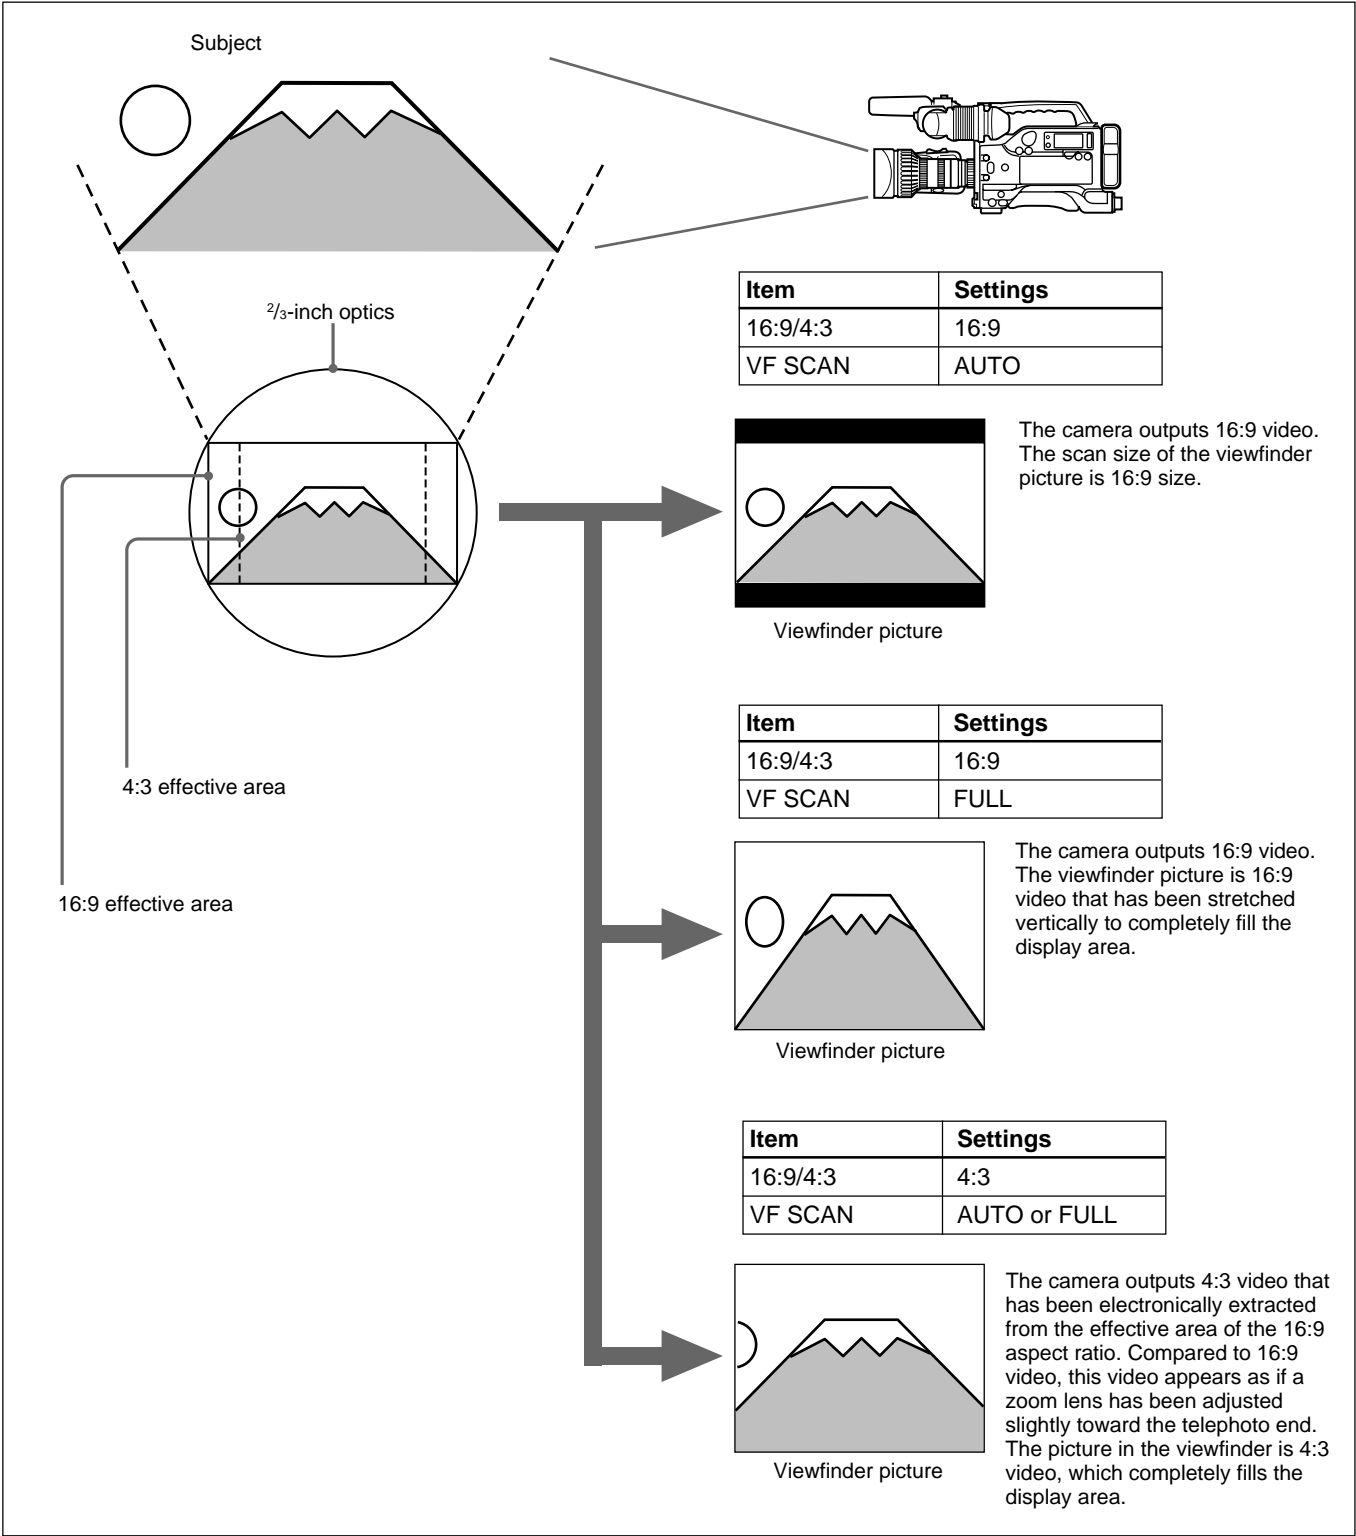 Subject
2/3-inch optics
4:3 effective area
16:9 effective area
Item Settings
16:9/4:3 16:9
VF SCAN AUTO
The camera outputs 16:9 video.
The scan size of the viewfinder
picture is 16:9 size.
Viewfinder picture
Item Settings
16:9/4:3 16:9
VF SCAN FULL
The camera outputs 16:9 video.
The viewfinder picture is 16:9
video that has been stretched
vertically to completely fill the
display area.
Viewfinder picture
Item Settings
16:9/4:3 4:3
VF SCAN AUTO or FULL
The camera outputs 4:3 video that
has been electronically extracted
from the effective area of the 16:9
aspect ratio. Compared to 16:9
video, this video appears as if a
zoom lens has been adjusted
slightly toward the telephoto end.
The picture in the viewfinder is 4:3
video, which completely fills the
display area.
Viewfinder picture